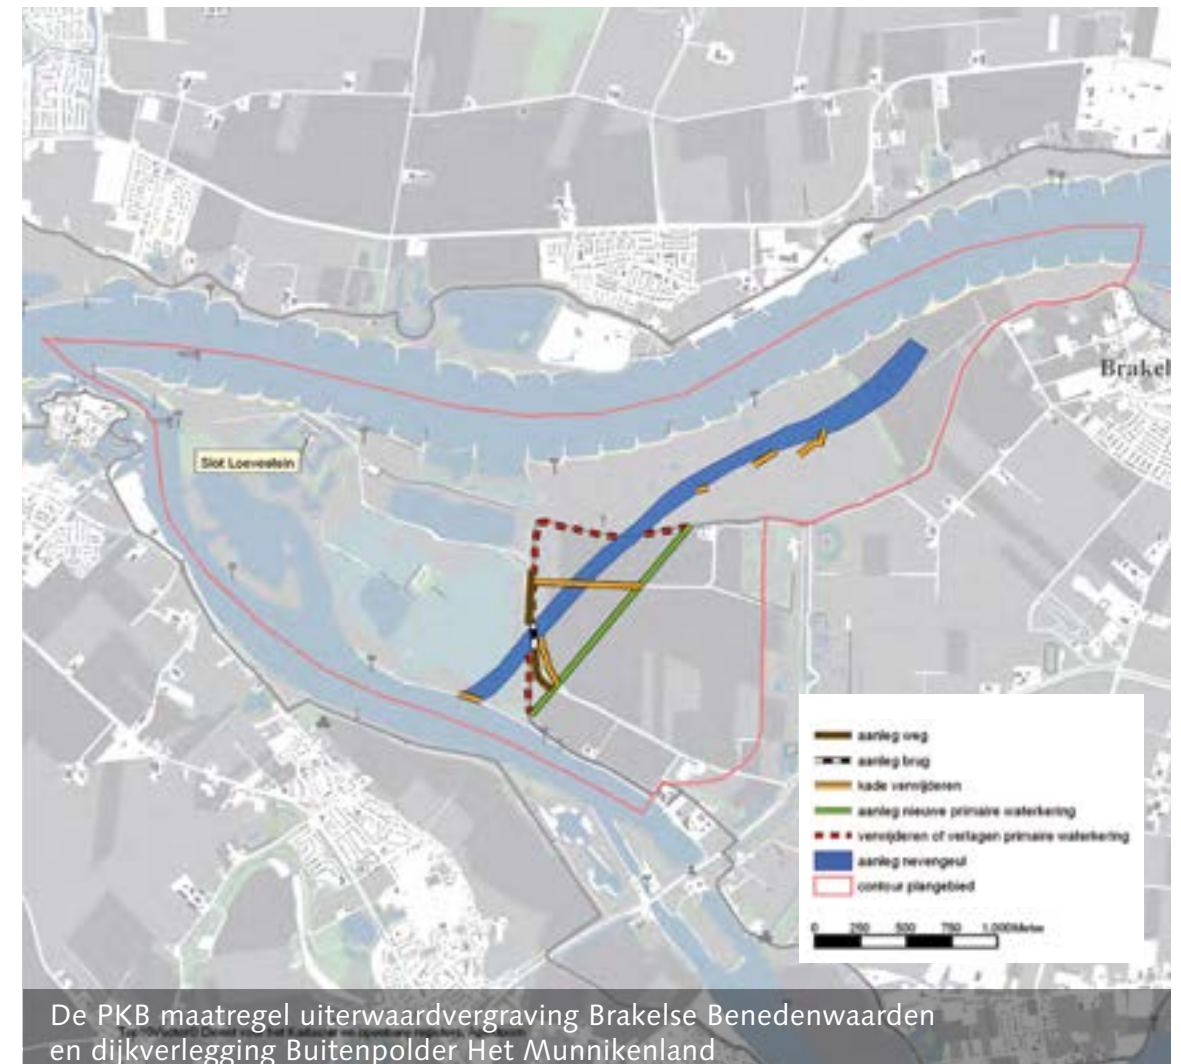 Brakel
Slot Loevestein
aanleg weg
aanleg brug
kade verwijderen
aanleg nieuwe primaire waterkering
verwijderen of verlagen primaire waterkering
aanleg nevengeul
contour plangebied
0 250 500 750 1.000Meter
De PKB maatregel uiterwaardvergraving Brakelse Benedenwaarden
en dijkverlegging Buitenpolder Het Munnikenland